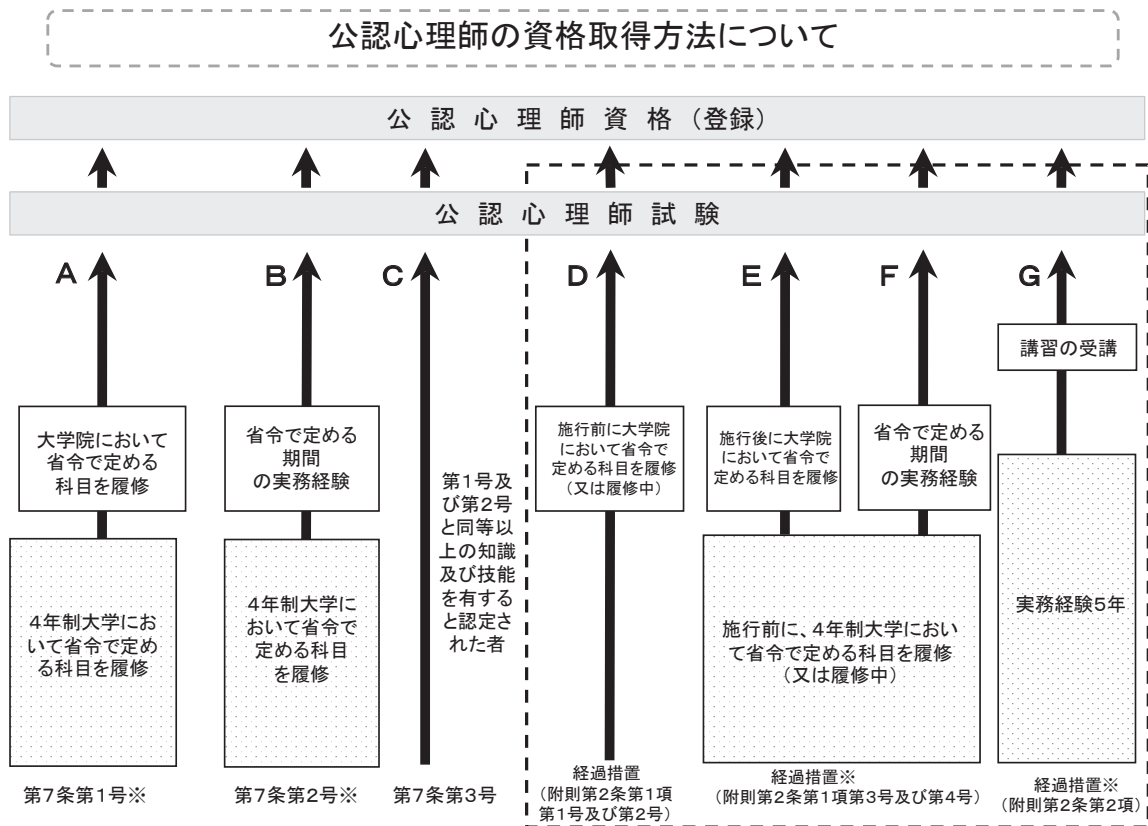 公認心理師の資格取得方法について
公認心理師資格（登録）
公認心理師試験
A
B
C
D
E
F
G
講習の受講
大学院において
省令で定める
科目を履修
省令で定める
期間
の実務経験
第1号及
び第2号
と同等以
上の知識
及び技能
を有する
と認定さ
れた者
施行前に大学院
において省令で
定める科目を履修
（又は履修中）
施行後に大学院
において省令で
定める科目を履修
省令で定める
期間
の実務経験
4年制大学にお
いて省令で定め
る科目を履修
4年制大学に
おいて省令で
定める科目
を履修
施行前に、4年制大学におい
て省令で定める科目を履修
（又は履修中）
実務経験5年
第7条第1号※
第7条第2号※
第7条第3号
経過措置
（附則第2条第1項
第1号及び第2号）
経過措置※
（附則第2条第1項第3号及び第4号）
経過措置※
（附則第2条第2項）